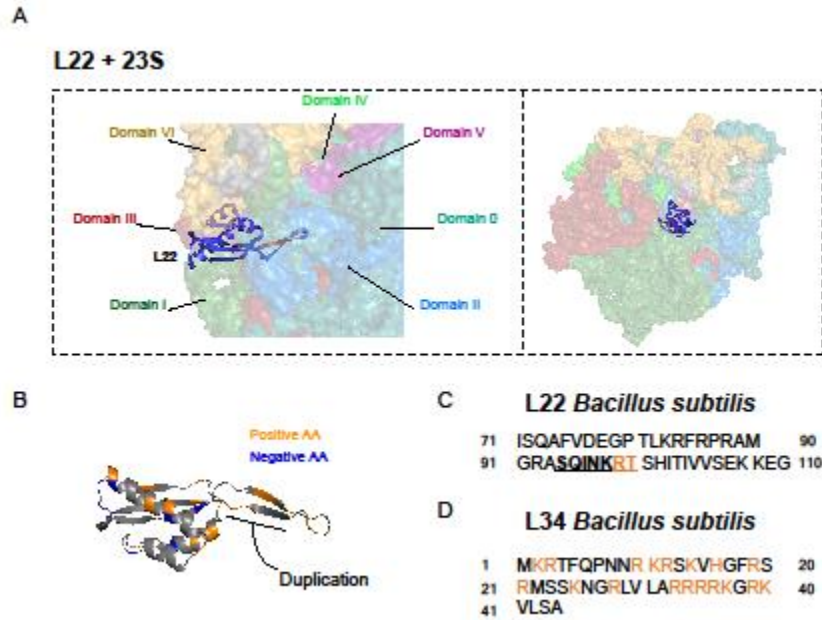 A
L22 + 23S
Domain IV
Domain VI
Domain V
Domain III
Domain 0
L22
Domain I
Domain II
B
Positive AA
Negative AA
Duplication
C
L22 Bacillus subtilis
71 ISQAFVDEGP TLKRFRPRAM 90
91 GRASQINKRT SHITIVVSEK KEG 110
D
L34 Bacillus subtilis
1 MKRTFQPNNR KRSKVHGFRS 20
21 RMSSKNGRLVL VLARRRRKGRK 40
41 VLSA